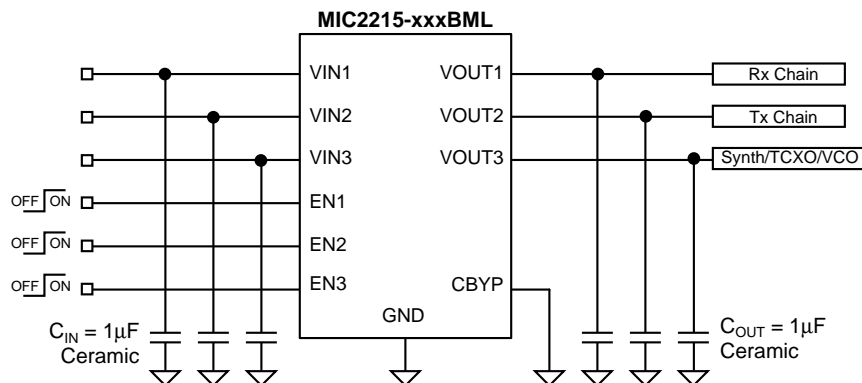 MIC2215-xxxBML
VIN1
VOUT1
Rx Chain
VIN2
VOUT2
Tx Chain
VIN3
VOUT3
Synth/TCXO/VCO
OFF ON
EN1
OFF ON
EN2
OFF ON
EN3
CBYP
GND
CIN = 1μF
Ceramic
COUT = 1μF
Ceramic